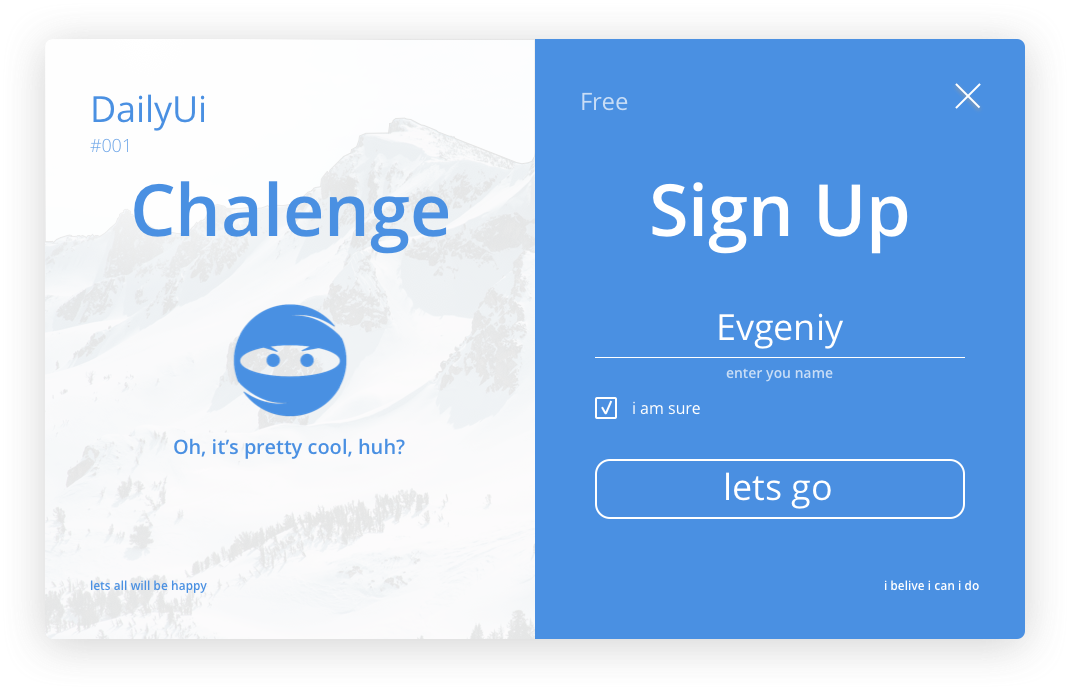 DailyUi
#001
Chalenge
Oh, it’s pretty cool, huh?
lets all will be happy
Free
Sign Up
Evgeniy
enter you name
i am sure
lets go
i belive i can i do